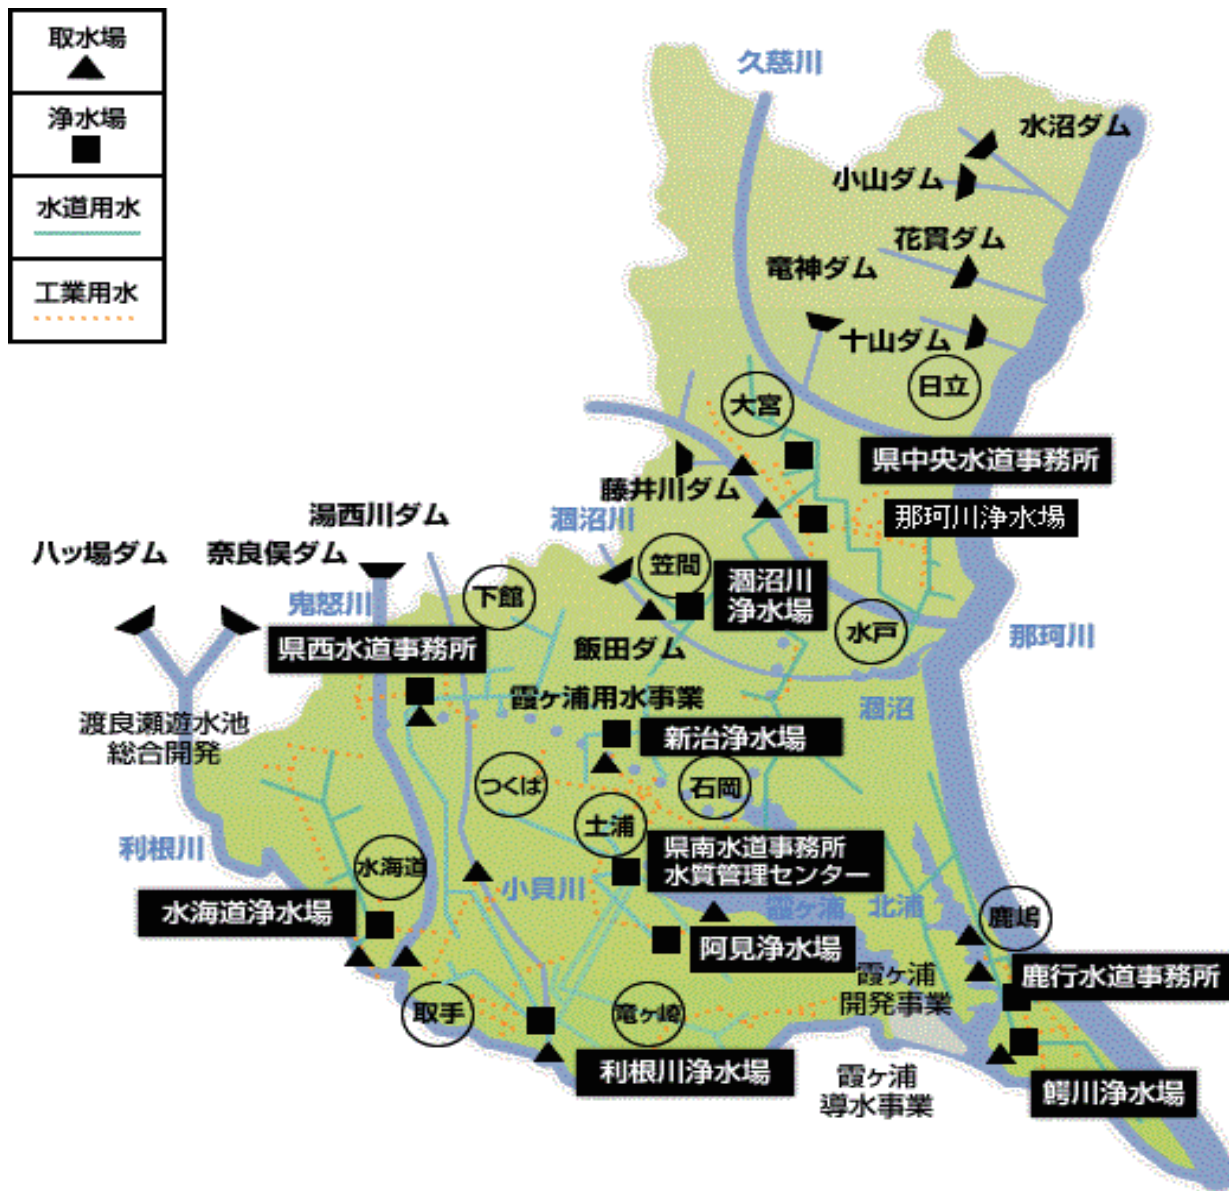 取水場
浄水場
水道用水
工業用水
久慈川
水沼ダム
小山ダム
花貫ダム
竜神ダム
十山ダム
日立
大宮
県中央水道事務所
藤井川ダム
那珂川浄水場
湯西川ダム
涸沼川
八ッ場ダム
奈良俣ダム
笠間
鬼怒川
下館
涸沼川
浄水場
水戸
那珂川
県西水道事務所
飯田ダム
霞ヶ浦用水事業
涸沼
渡良瀬遊水池
総合開発
新治浄水場
つくば
石岡
土浦
利根川
県南水道事務所
水質管理センター
水海道
小貝川
霞ヶ浦
北浦
水海道浄水場
鹿嶋
阿見浄水場
霞ヶ浦
開発事業
鹿行水道事務所
取手
竜ヶ崎
利根川浄水場
霞ヶ浦
導水事業
鰐川浄水場